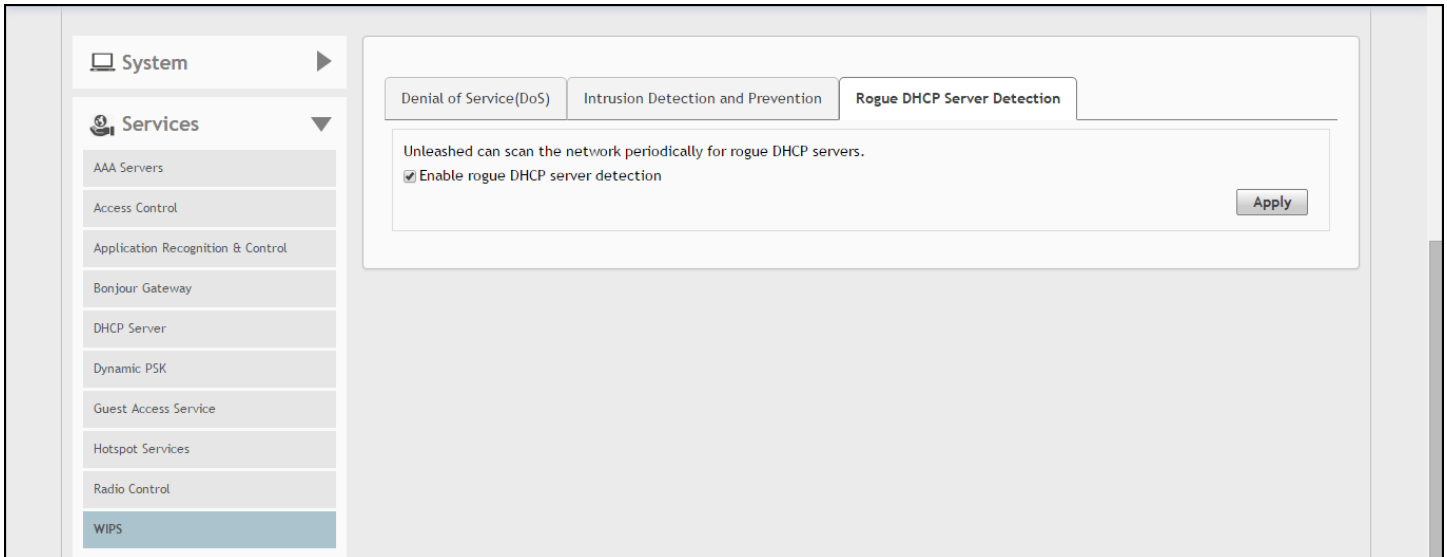 System
Services
AAA Servers
Access Control
Application Recognition & Control
Bonjour Gateway
DHCP Server
Dynamic PSK
Guest Access Service
Hotspot Services
Radio Control
WIPS
Denial of Service(DoS)
Intrusion Detection and Prevention
Rogue DHCP Server Detection
Unleashed can scan the network periodically for rogue DHCP servers.
Enable rogue DHCP server detection
Apply